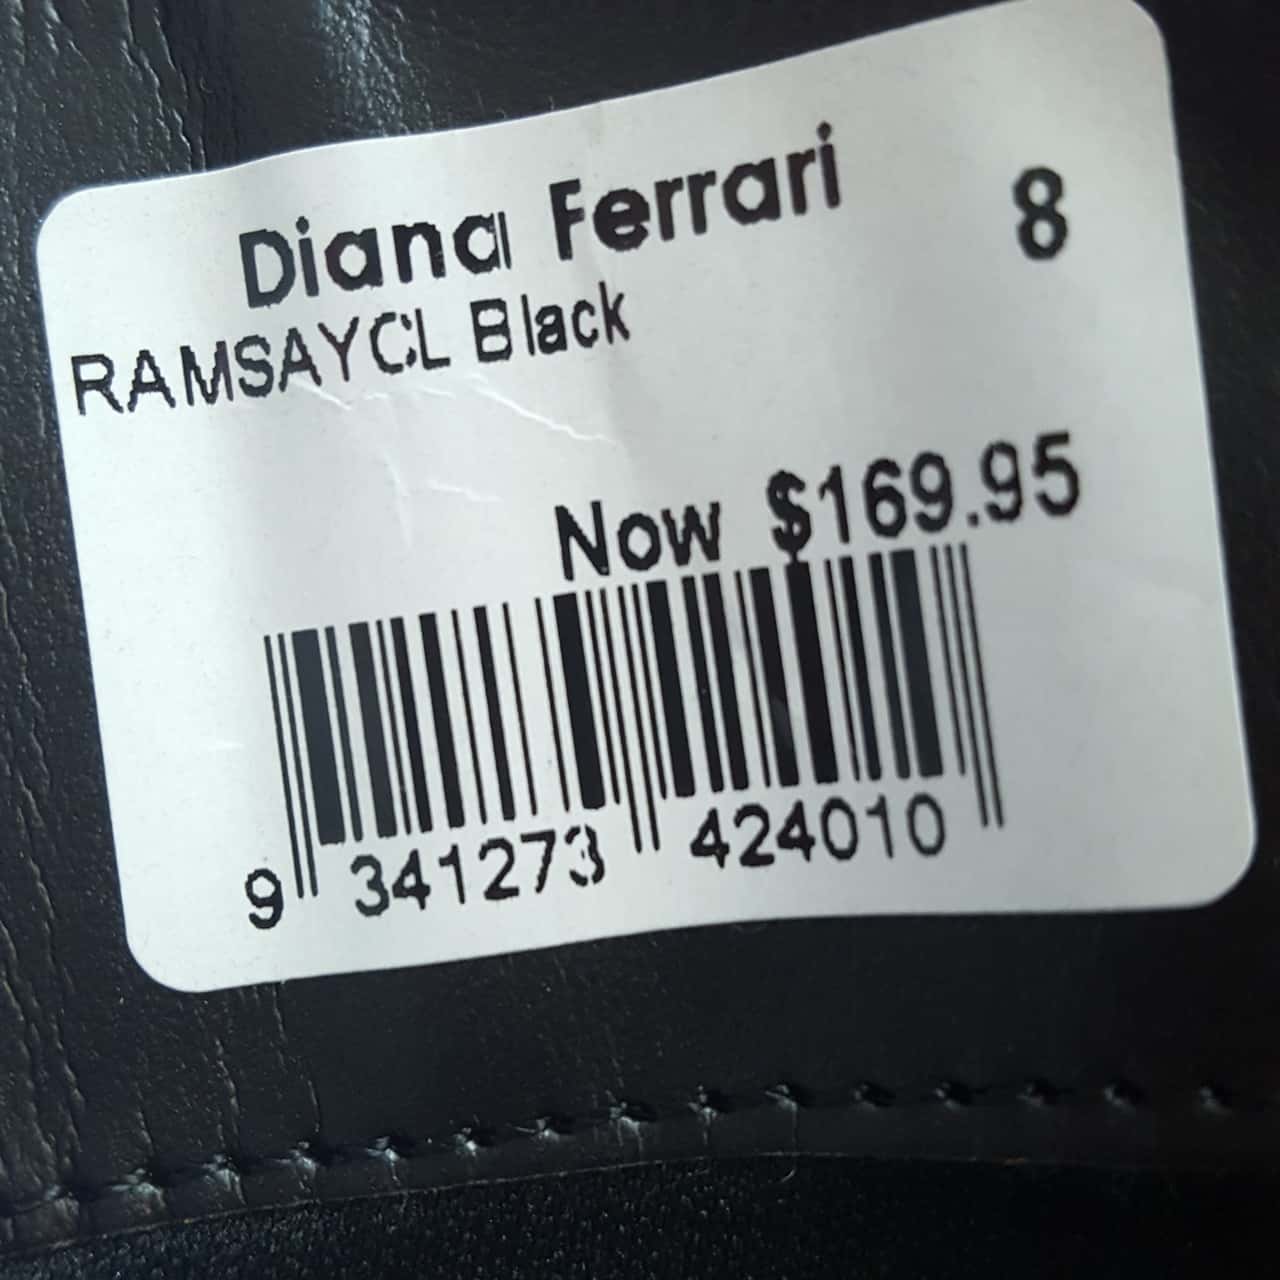 Diana Ferrari 8
RAMSAYCL Black
Now $169.95
9 341273 424010